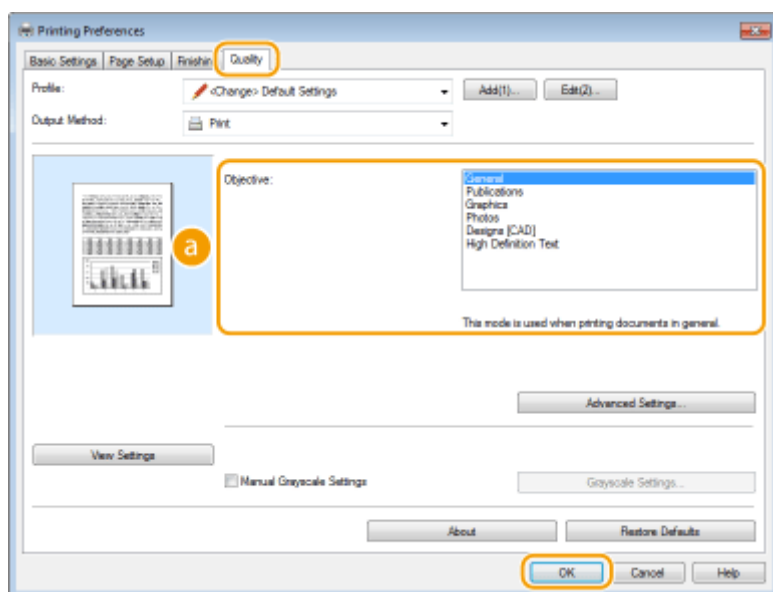 Printing Preferences
Basic Settings Page Setup Finishin Quality
Profile: <Change> Default Settings Add(1)... Edit(2)...
Output Method: Print
Objective:
General
Publications
Graphics
Photos
Designs [CAD]
High Definition Text
a
This mode is used when printing documents in general.
Advanced Settings...
View Settings
Manual Grayscale Settings Grayscale Settings...
About Restore Defaults
OK Cancel Help